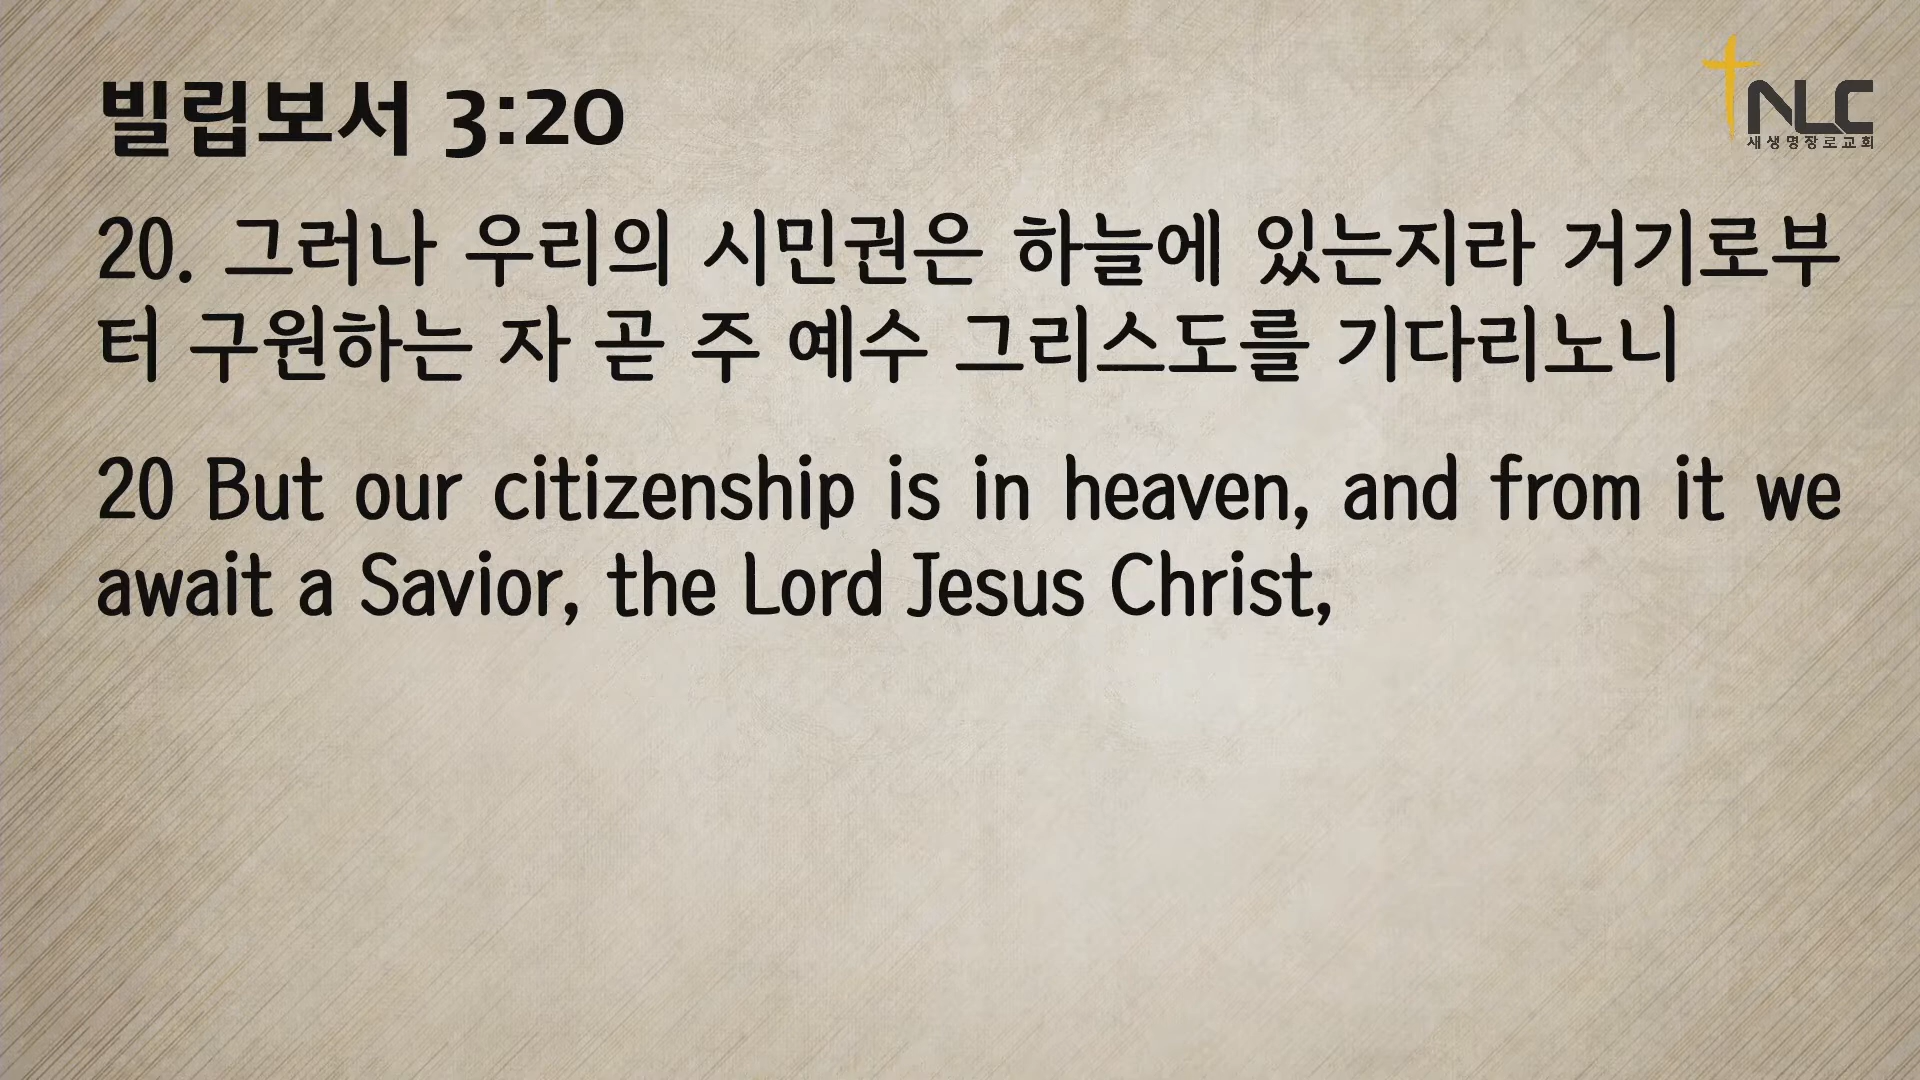 빌립보서 3:20
NLC
새생명장로교회
20. 그러나 우리의 시민권은 하늘에 있는지라 거기로부
터 구원하는 자 곧 주 예수 그리스도를 기다리노니
20 But our citizenship is in heaven, and from it we
await a Savior, the Lord Jesus Christ,